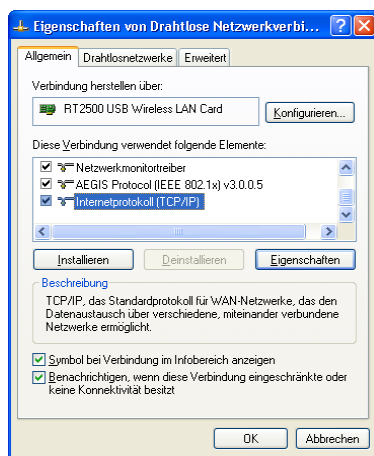 Eigenschaften von Drahtlose Netzwerkverbi...
Allgemein Drahtlosnetzwerke Erweitert
Verbindung herstellen über:
RT2500 USB Wireless LAN Card
Konfigurieren...
Diese Verbindung verwendet folgende Elemente:
Netzwerkmonitortreiber
AEGIS Protocol (IEEE 802.1x) v3.0.0.5
Internetprotokoll (TCP/IP)
Installieren Deinstallieren Eigenschaften
Beschreibung
TCP/IP, das Standardprotokoll für WAN-Netzwerke, das den
Datenaustausch über verschiedene, miteinander verbundene
Netzwerke ermöglicht.
Symbol bei Verbindung im Infobereich anzeigen
Benachrichtigen, wenn diese Verbindung eingeschränkte oder
keine Konnektivität besitzt
OK Abbrechen